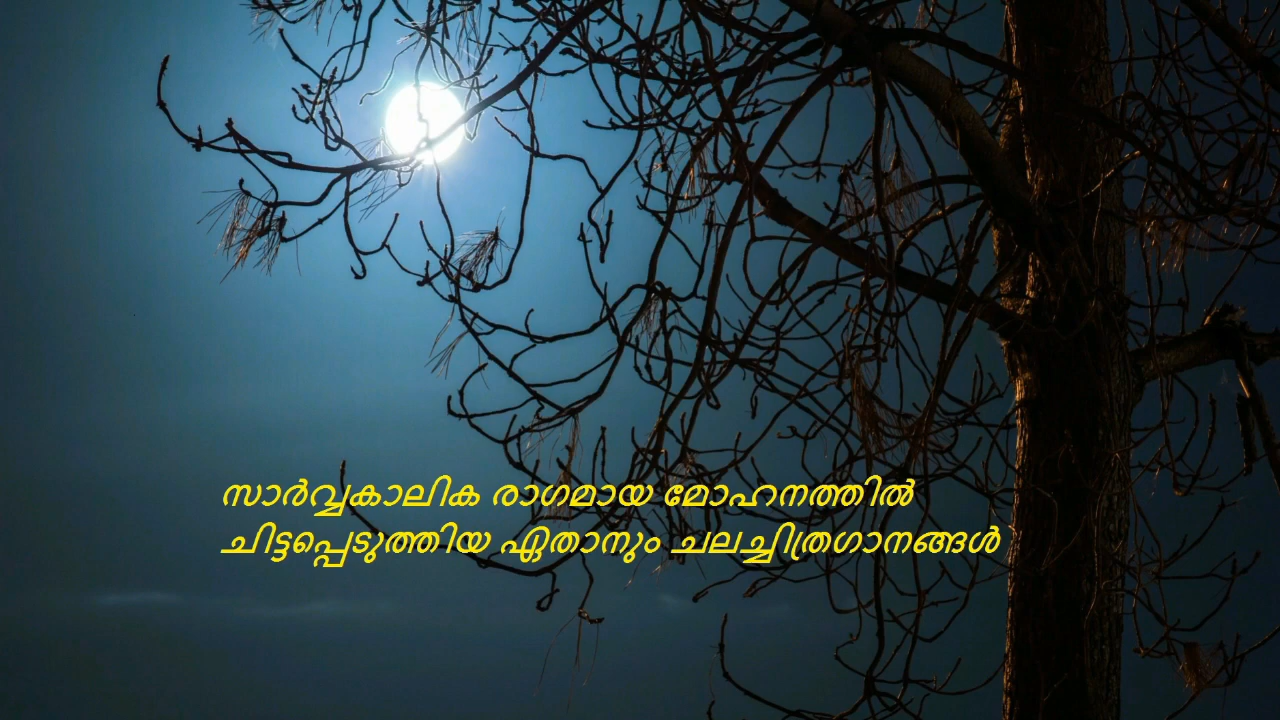 സാർവ്വകാലിക രാഗമായ മോഹനത്തിൽ
ചിട്ടപ്പെടുത്തിയ ഏതാനും ചലച്ചിത്രഗാനങ്ങൾ